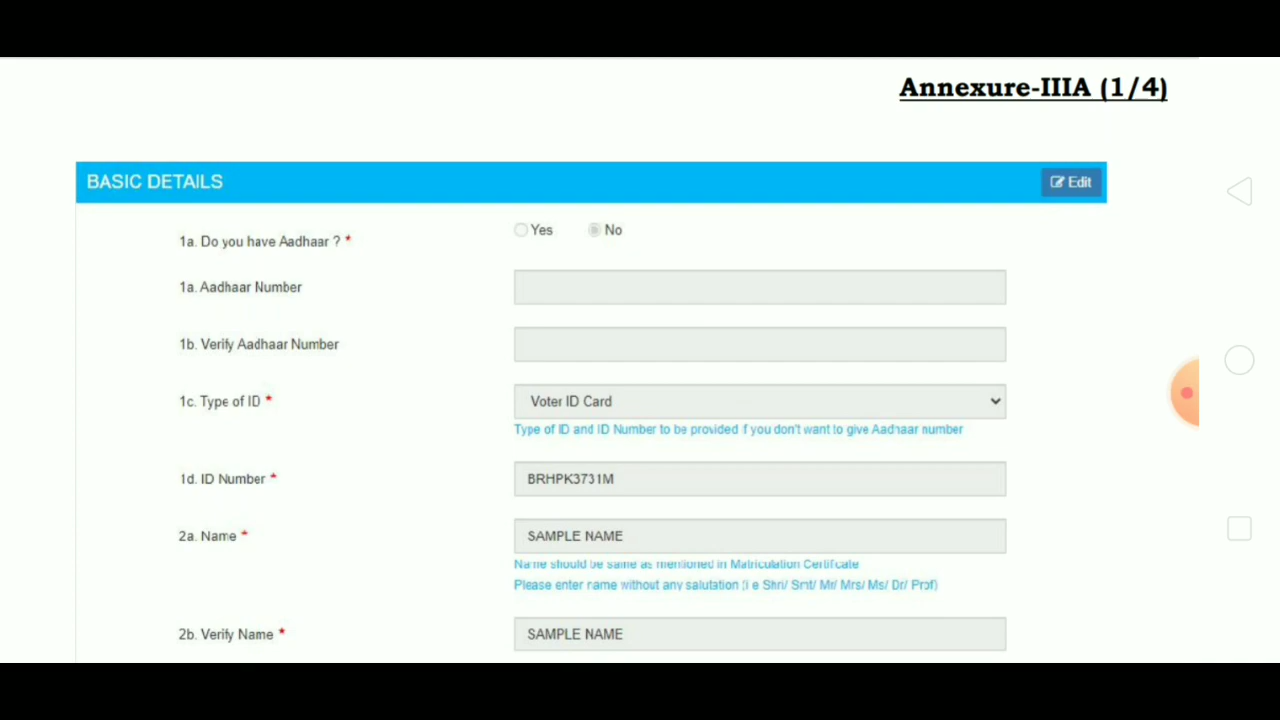 Annexure-IIIA (1/4)
BASIC DETAILS
Edit
1a. Do you have Aadhaar ? *
Yes No
1a. Aadhaar Number
1b. Verify Aadhaar Number
1c. Type of ID *
Voter ID Card
Type of ID and ID Number to be provided if you don't want to give Aadhaar number
1d. ID Number *
BRHPK3731M
2a. Name *
SAMPLE NAME
Name should be same as mentioned in Matriculation Certificate
Please enter name without any salutation (i e Shri/ Smt/ Mr/ Mrs/ Ms/ Dr/ Prof)
2b. Verify Name *
SAMPLE NAME